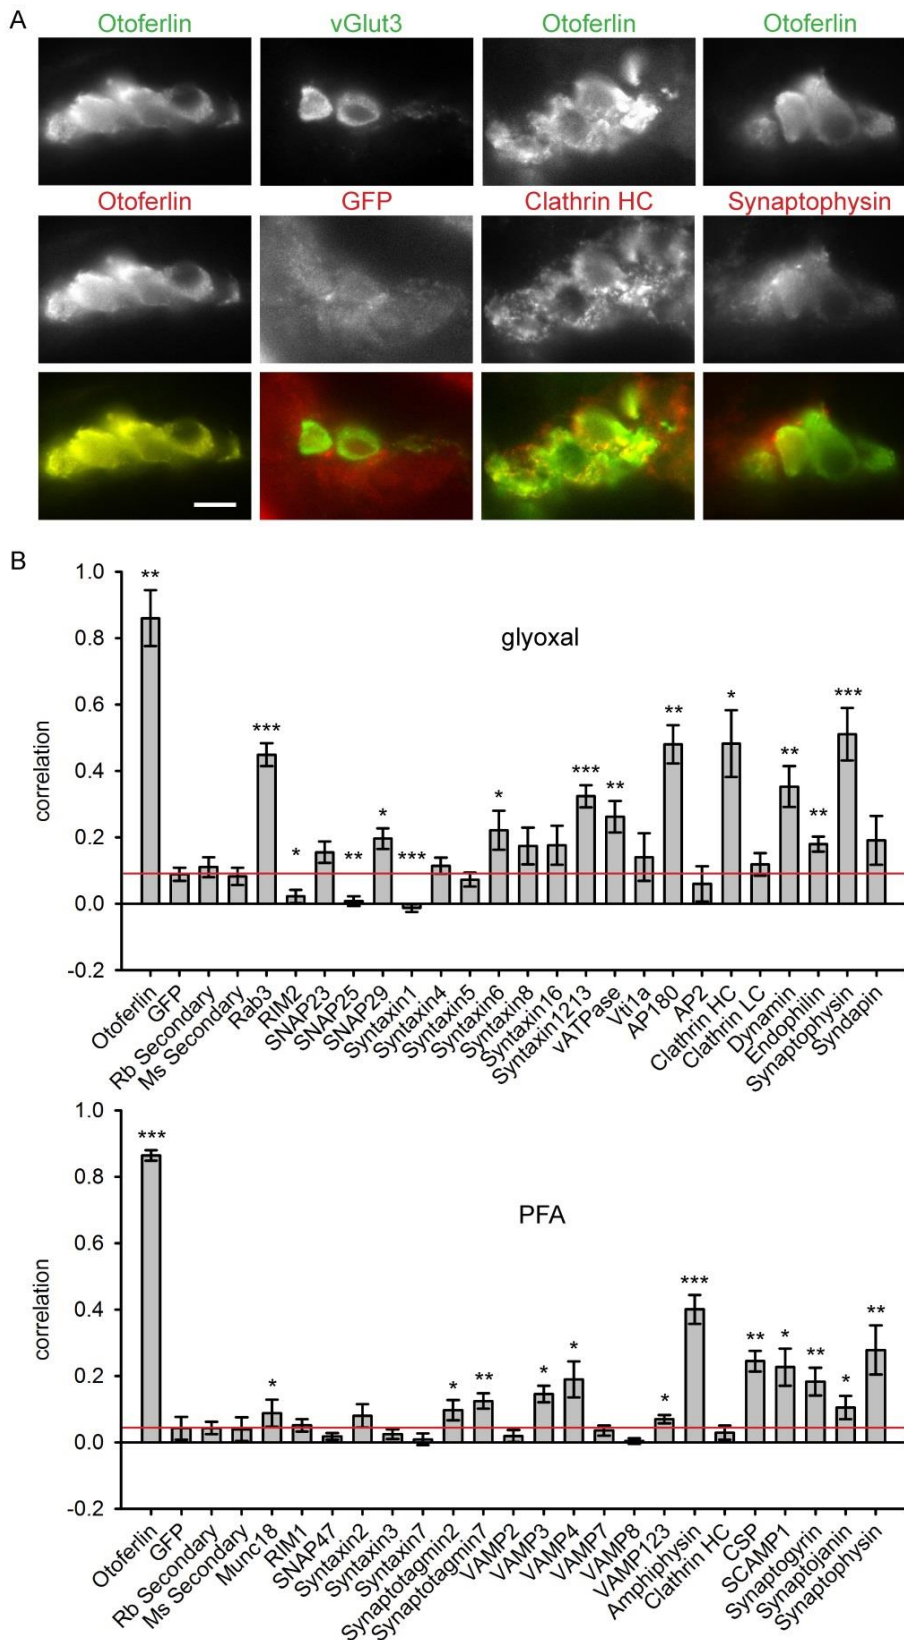 A
Otoferlin vGlut3 Otoferlin Otoferlin
Otoferlin GFP Clathrin HC Synaptophysin
B
1.0
0.8
0.6
0.4
0.2
0.0
-0.2
correlation
glyoxal
** *** * ** * *** * *** ** ** * ** ** ***
Otoferlin
GFP
Rb Secondary
Ms Secondary
Rab3
RIM2
SNAP23
SNAP25
SNAP29
Syntaxin1
Syntaxin4
Syntaxin5
Syntaxin6
Syntaxin8
Syntaxin16
Syntaxin1213
vATPase
Vti1a
AP180
AP2
Clathrin HC
Clathrin LC
Dynamin
Endophilin
Synaptophysin
Syndapin
1.0
0.8
0.6
0.4
0.2
0.0
-0.2
correlation
PFA
*** * * ** * * * *** ** * ** * **
Otoferlin
GFP
Rb Secondary
Ms Secondary
Munc18
RIM1
SNAP47
Syntaxin2
Syntaxin3
Syntaxin7
Synaptotagmin2
Synaptotagmin7
VAMP2
VAMP3
VAMP4
VAMP7
VAMP8
VAMP123
Amphiphysin
Clathrin HC
CSP
SCAMP1
Synaptogyrin
Synaptojanin
Synaptophysin